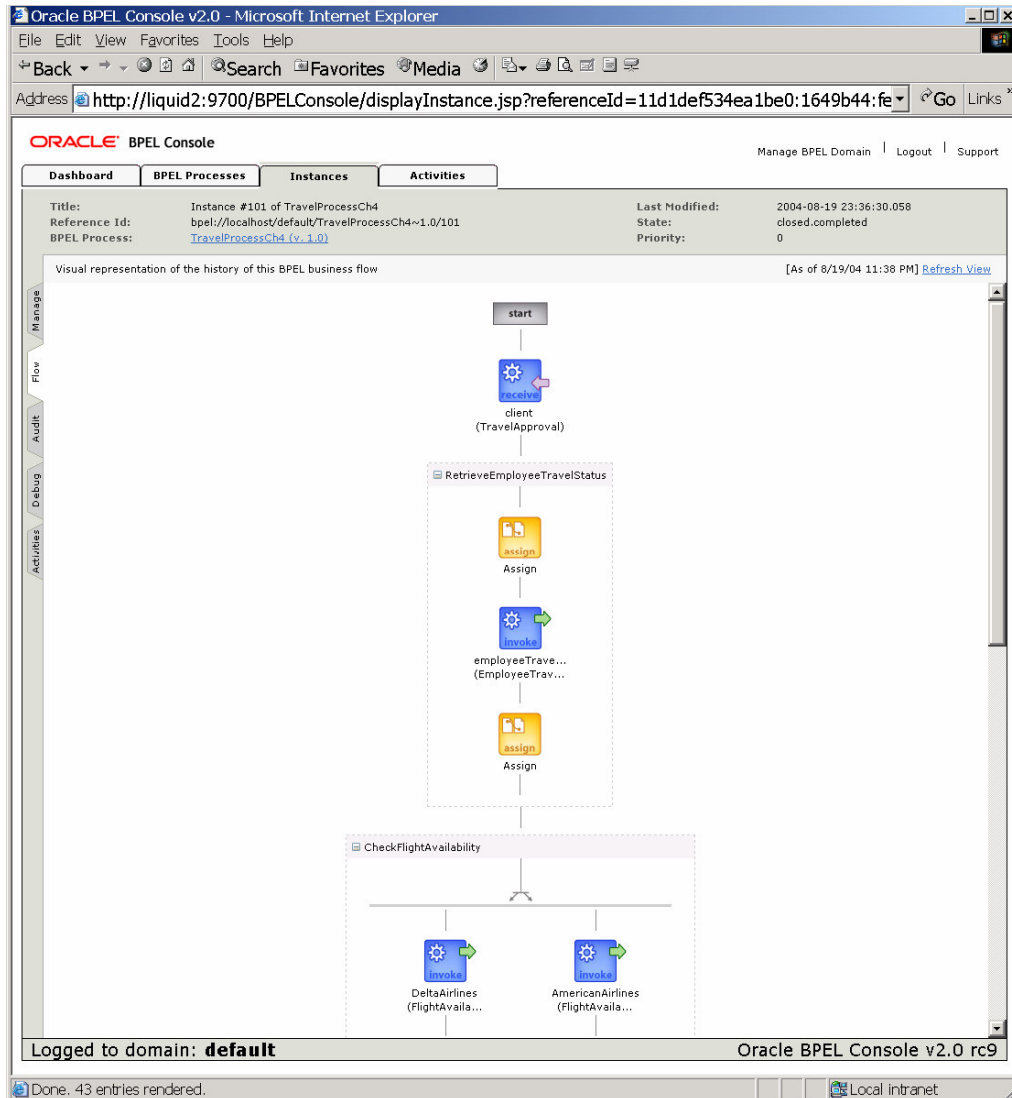 Oracle BPEL Console v2.0 - Microsoft Internet Explorer
File Edit View Favorites Tools Help
Back Search Favorites Media
Address http://liquid2:9700/BPELConsole/displayInstance.jsp?referenceId=11d1def534ea1be0:1649b44:fe Go Links »
ORACLE BPEL Console
Manage BPEL Domain | Logout | Support
Dashboard BPEL Processes Instances Activities
Title: Instance #101 of TravelProcessCh4 Last Modified: 2004-08-19 23:36:30.058
Reference Id: bpel://localhost/default/TravelProcessCh4~1.0/101 State: closed.completed
BPEL Process: TravelProcessCh4 (v. 1.0) Priority: 0
Visual representation of the history of this BPEL business flow [As of 8/19/04 11:38 PM] Refresh View
Manage
Flow
Audit
Debug
Activities
start
receive
client
(TravelApproval)
RetrieveEmployeeTravelStatus
assign
Assign
invoke
employeeTrave...
(EmployeeTrav...
assign
Assign
CheckFlightAvailability
invoke invoke
DeltaAirlines AmericanAirlines
(FlightAvaila... (FlightAvaila...
Logged to domain: default Oracle BPEL Console v2.0 rc9
Done. 43 entries rendered. Local intranet